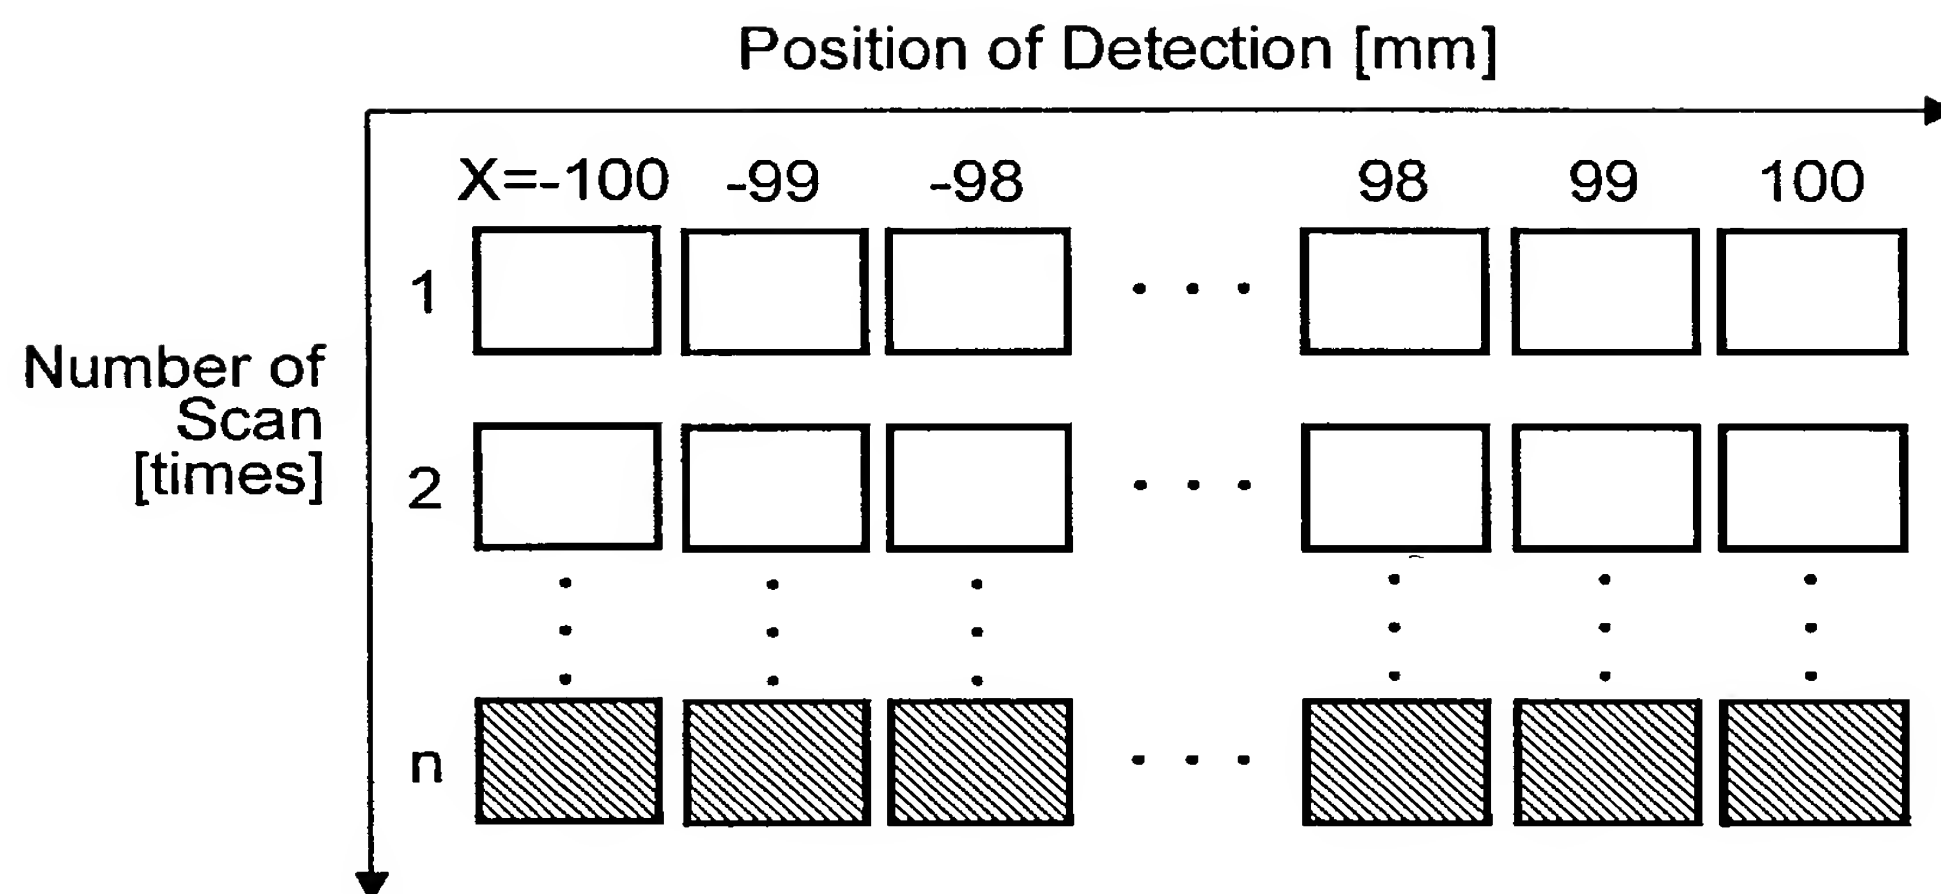 Position of Detection [mm]
X=-100 -99 -98 . . . 98 99 100
1 . . .
Number of
Scan
[times]
2 . . .
n . . .